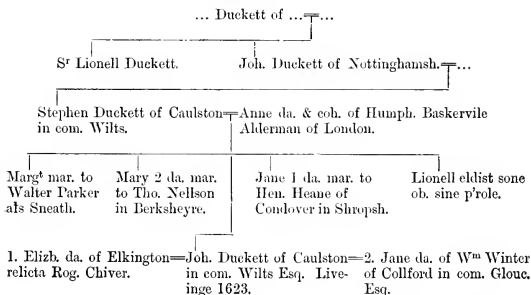 ... Duckett of ...
Sr Lionell Duckett.
Joh. Duckett of Nottinghamsh. ...
Stephen Duckett of Caulston
in com. Wilts.
Anne da. & coh. of Humph. Baskervile
Alderman of London.
Margt mar. to
Walter Parker
als Sneath.
Mary 2 da. mar.
to Tho. Nellson
in Berksheyre.
Jane 1 da. mar. to
Hen. Heane of
Condover in Shropsh.
Lionell eldist sone
ob. sine p'role.
1. Elizb. da. of Elkington
relicta Rog. Chiver.
Joh. Duckett of Caulston
in com. Wilts Esq. Live-
inge 1623.
2. Jane da. of Wm Winter
of Collford in com. Glouc.
Esq.